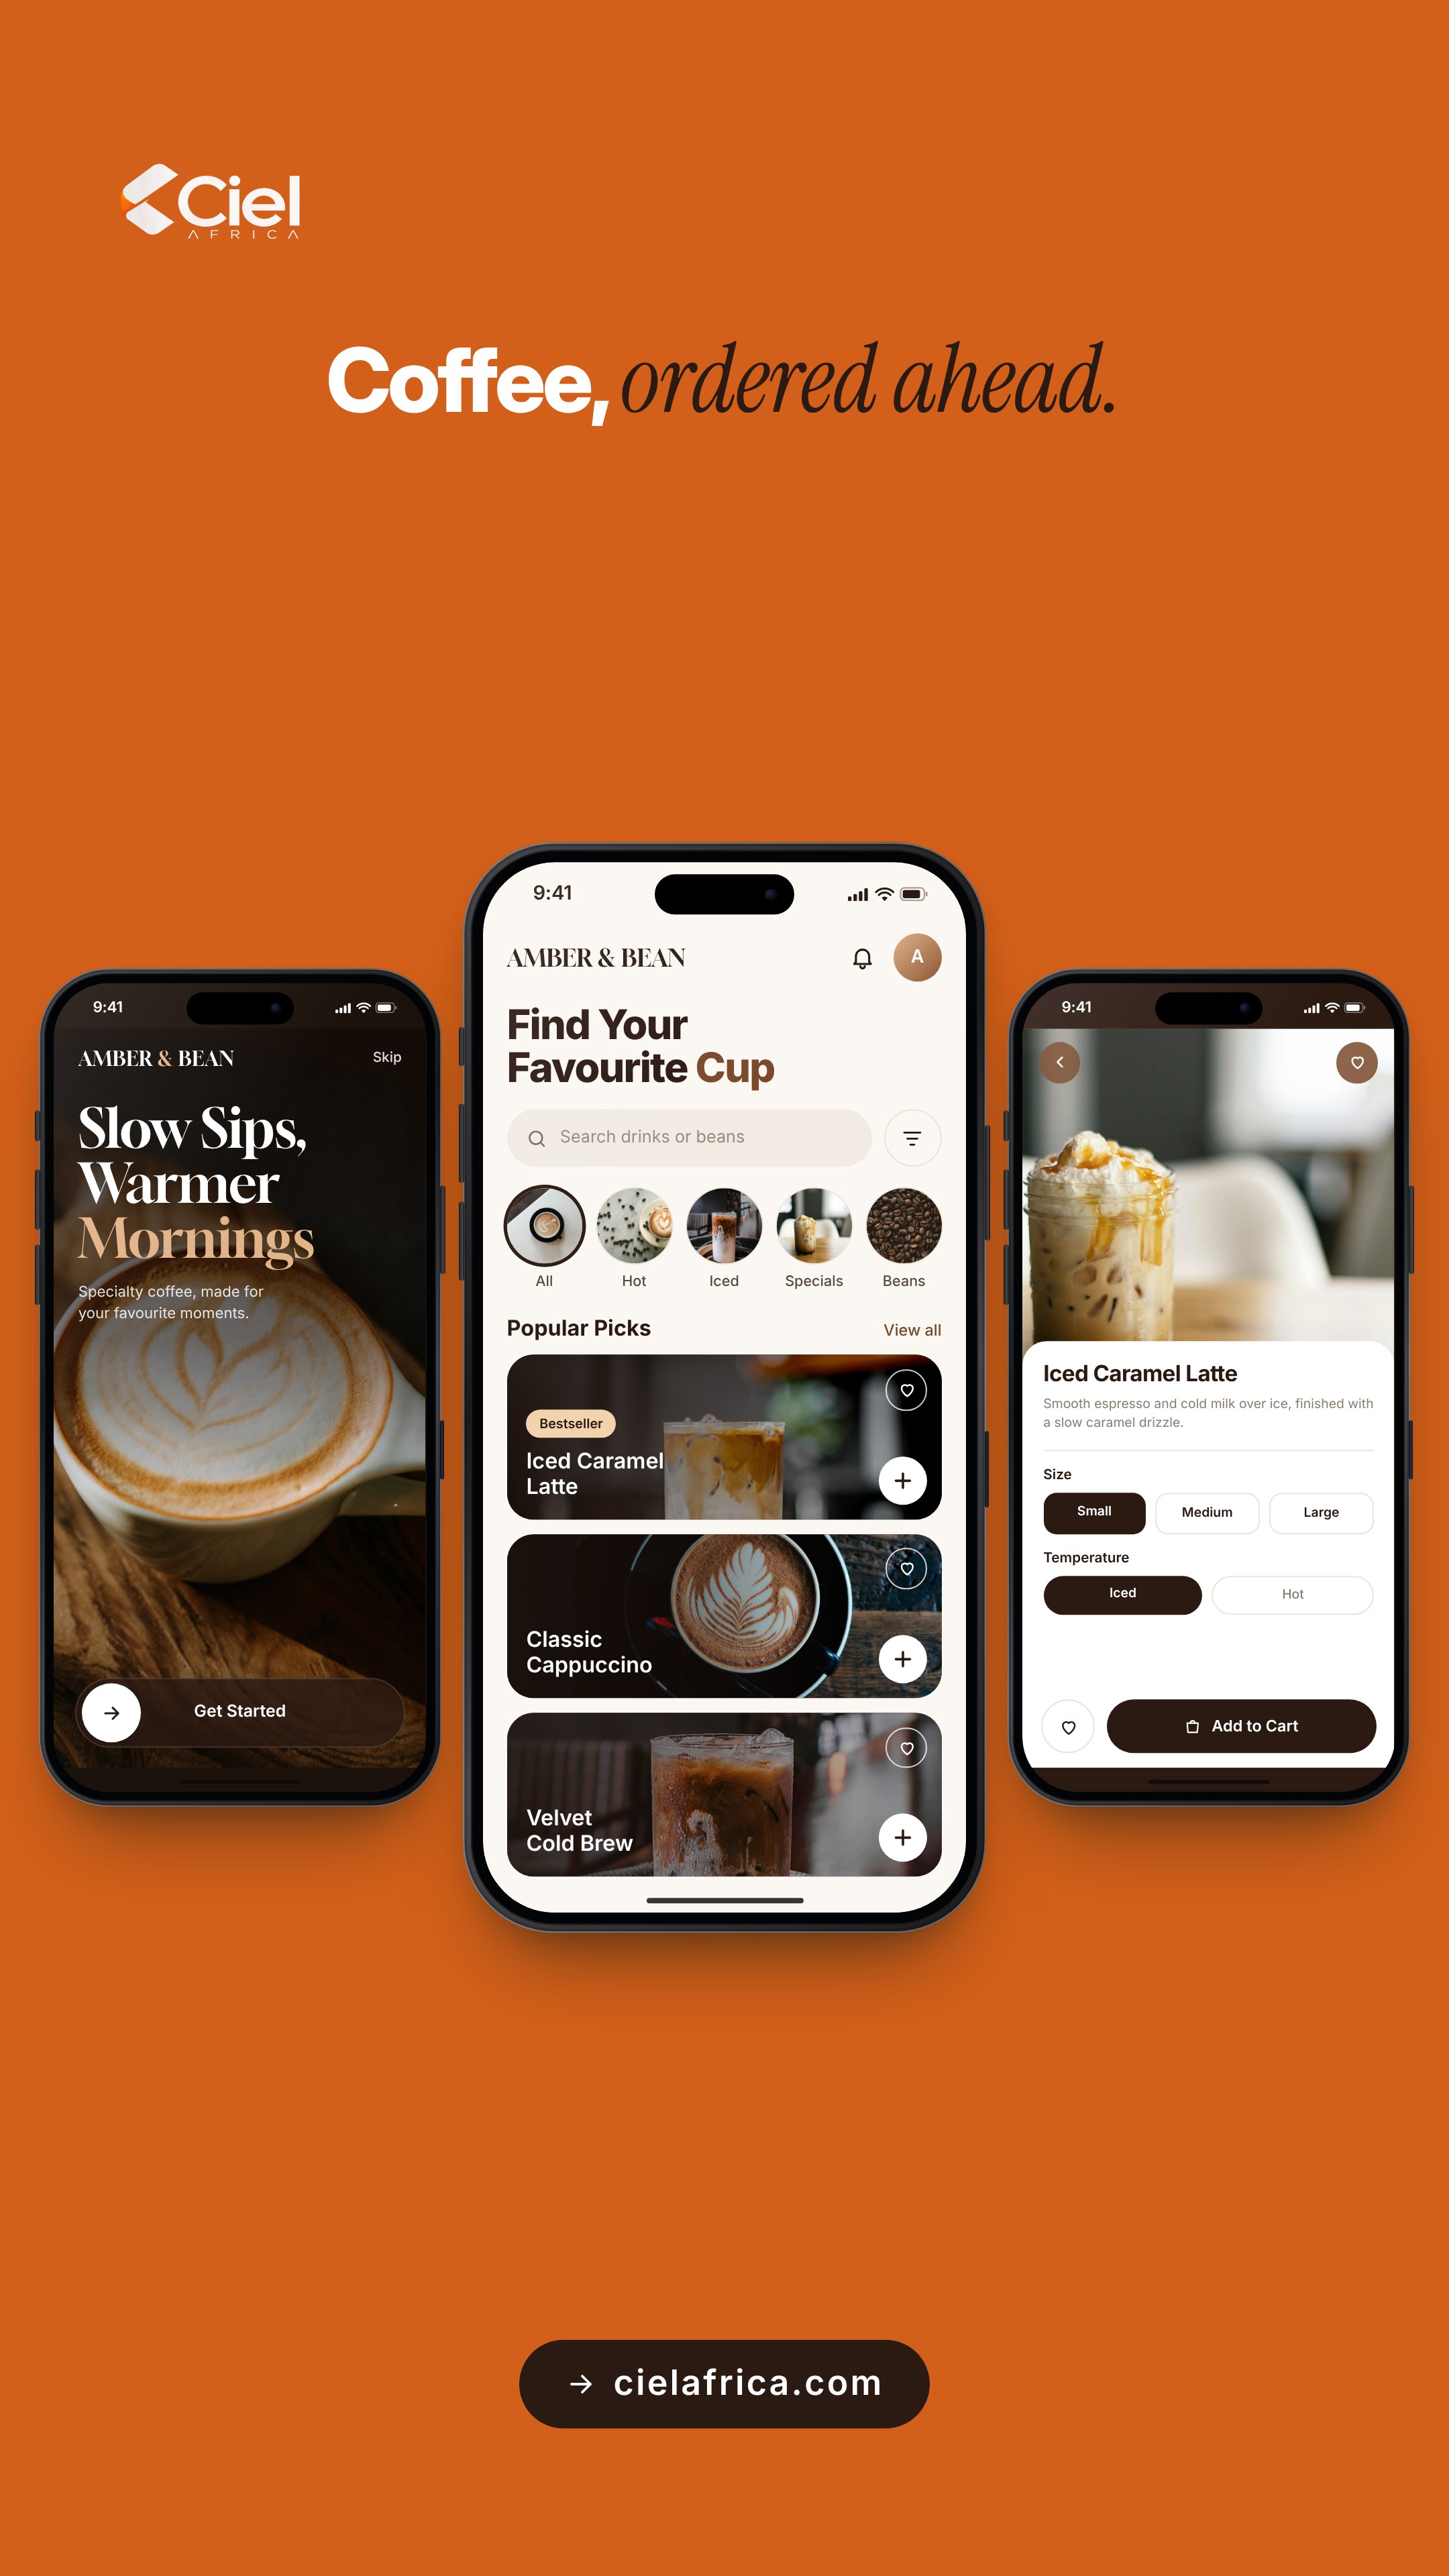 Ciel
AFRICA
Coffee, ordered ahead.
9:41
AMBER & BEAN
Skip
Slow Sips,
Warmer
Mornings
Specialty coffee, made for
your favourite moments.
Get Started
9:41
AMBER & BEAN
A
Find Your
Favourite Cup
Search drinks or beans
All
Hot
Iced
Specials
Beans
Popular Picks
View all
Bestseller
Iced Caramel
Latte
Classic
Cappuccino
Velvet
Cold Brew
9:41
Iced Caramel Latte
Smooth espresso and cold milk over ice, finished with
a slow caramel drizzle.
Size
Small
Medium
Large
Temperature
Iced
Hot
Add to Cart
cielafrica.com